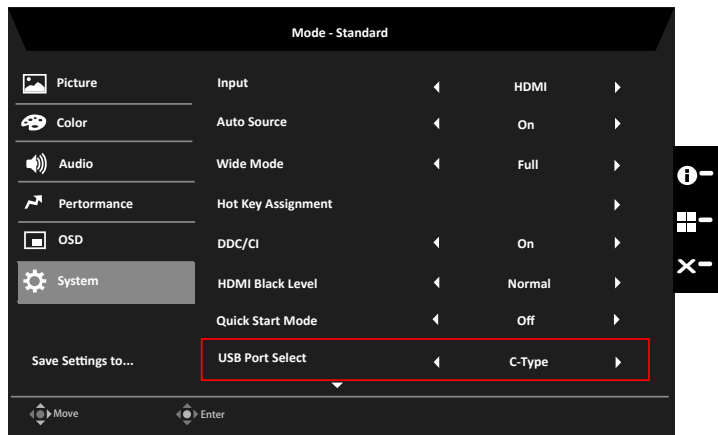 Mode - Standard
Picture
Input HDMI
Color
Auto Source On
Audio
Wide Mode Full
Pertormance
Hot Key Assignment
OSD
DDC/CI On
System
HDMI Black Level Normal
Quick Start Mode Off
Save Settings to...
USB Port Select C-Type
Move Enter